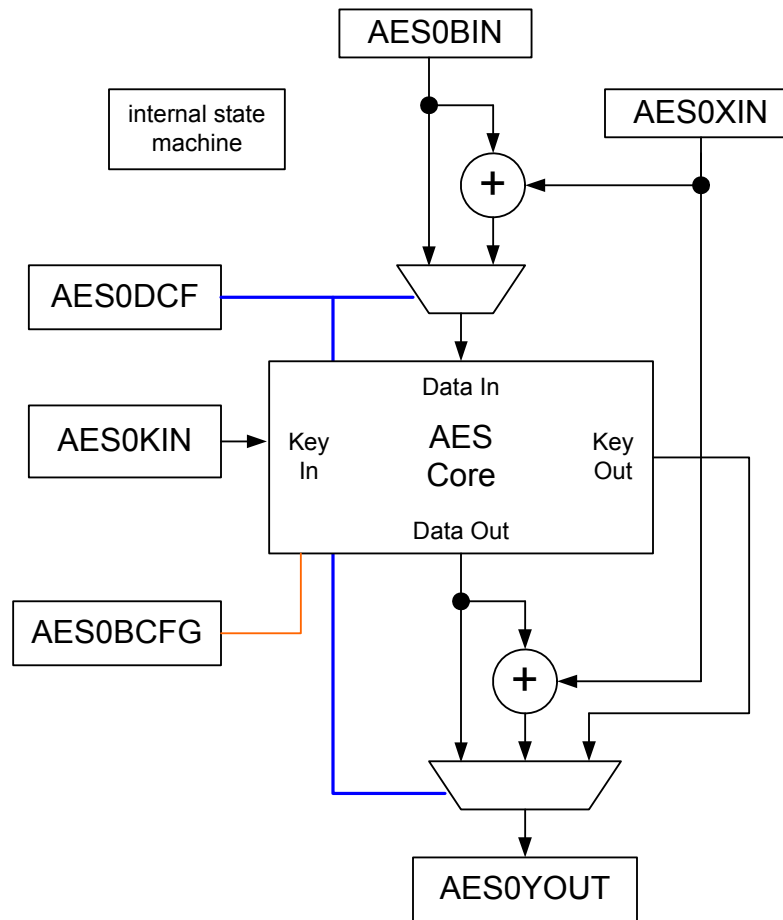 AES0BIN
internal state
machine
AES0XIN
+
AES0DCF
Data In
AES0KIN
Key
In
AES
Core
Key
Out
Data Out
AES0BCFG
+
AES0YOUT